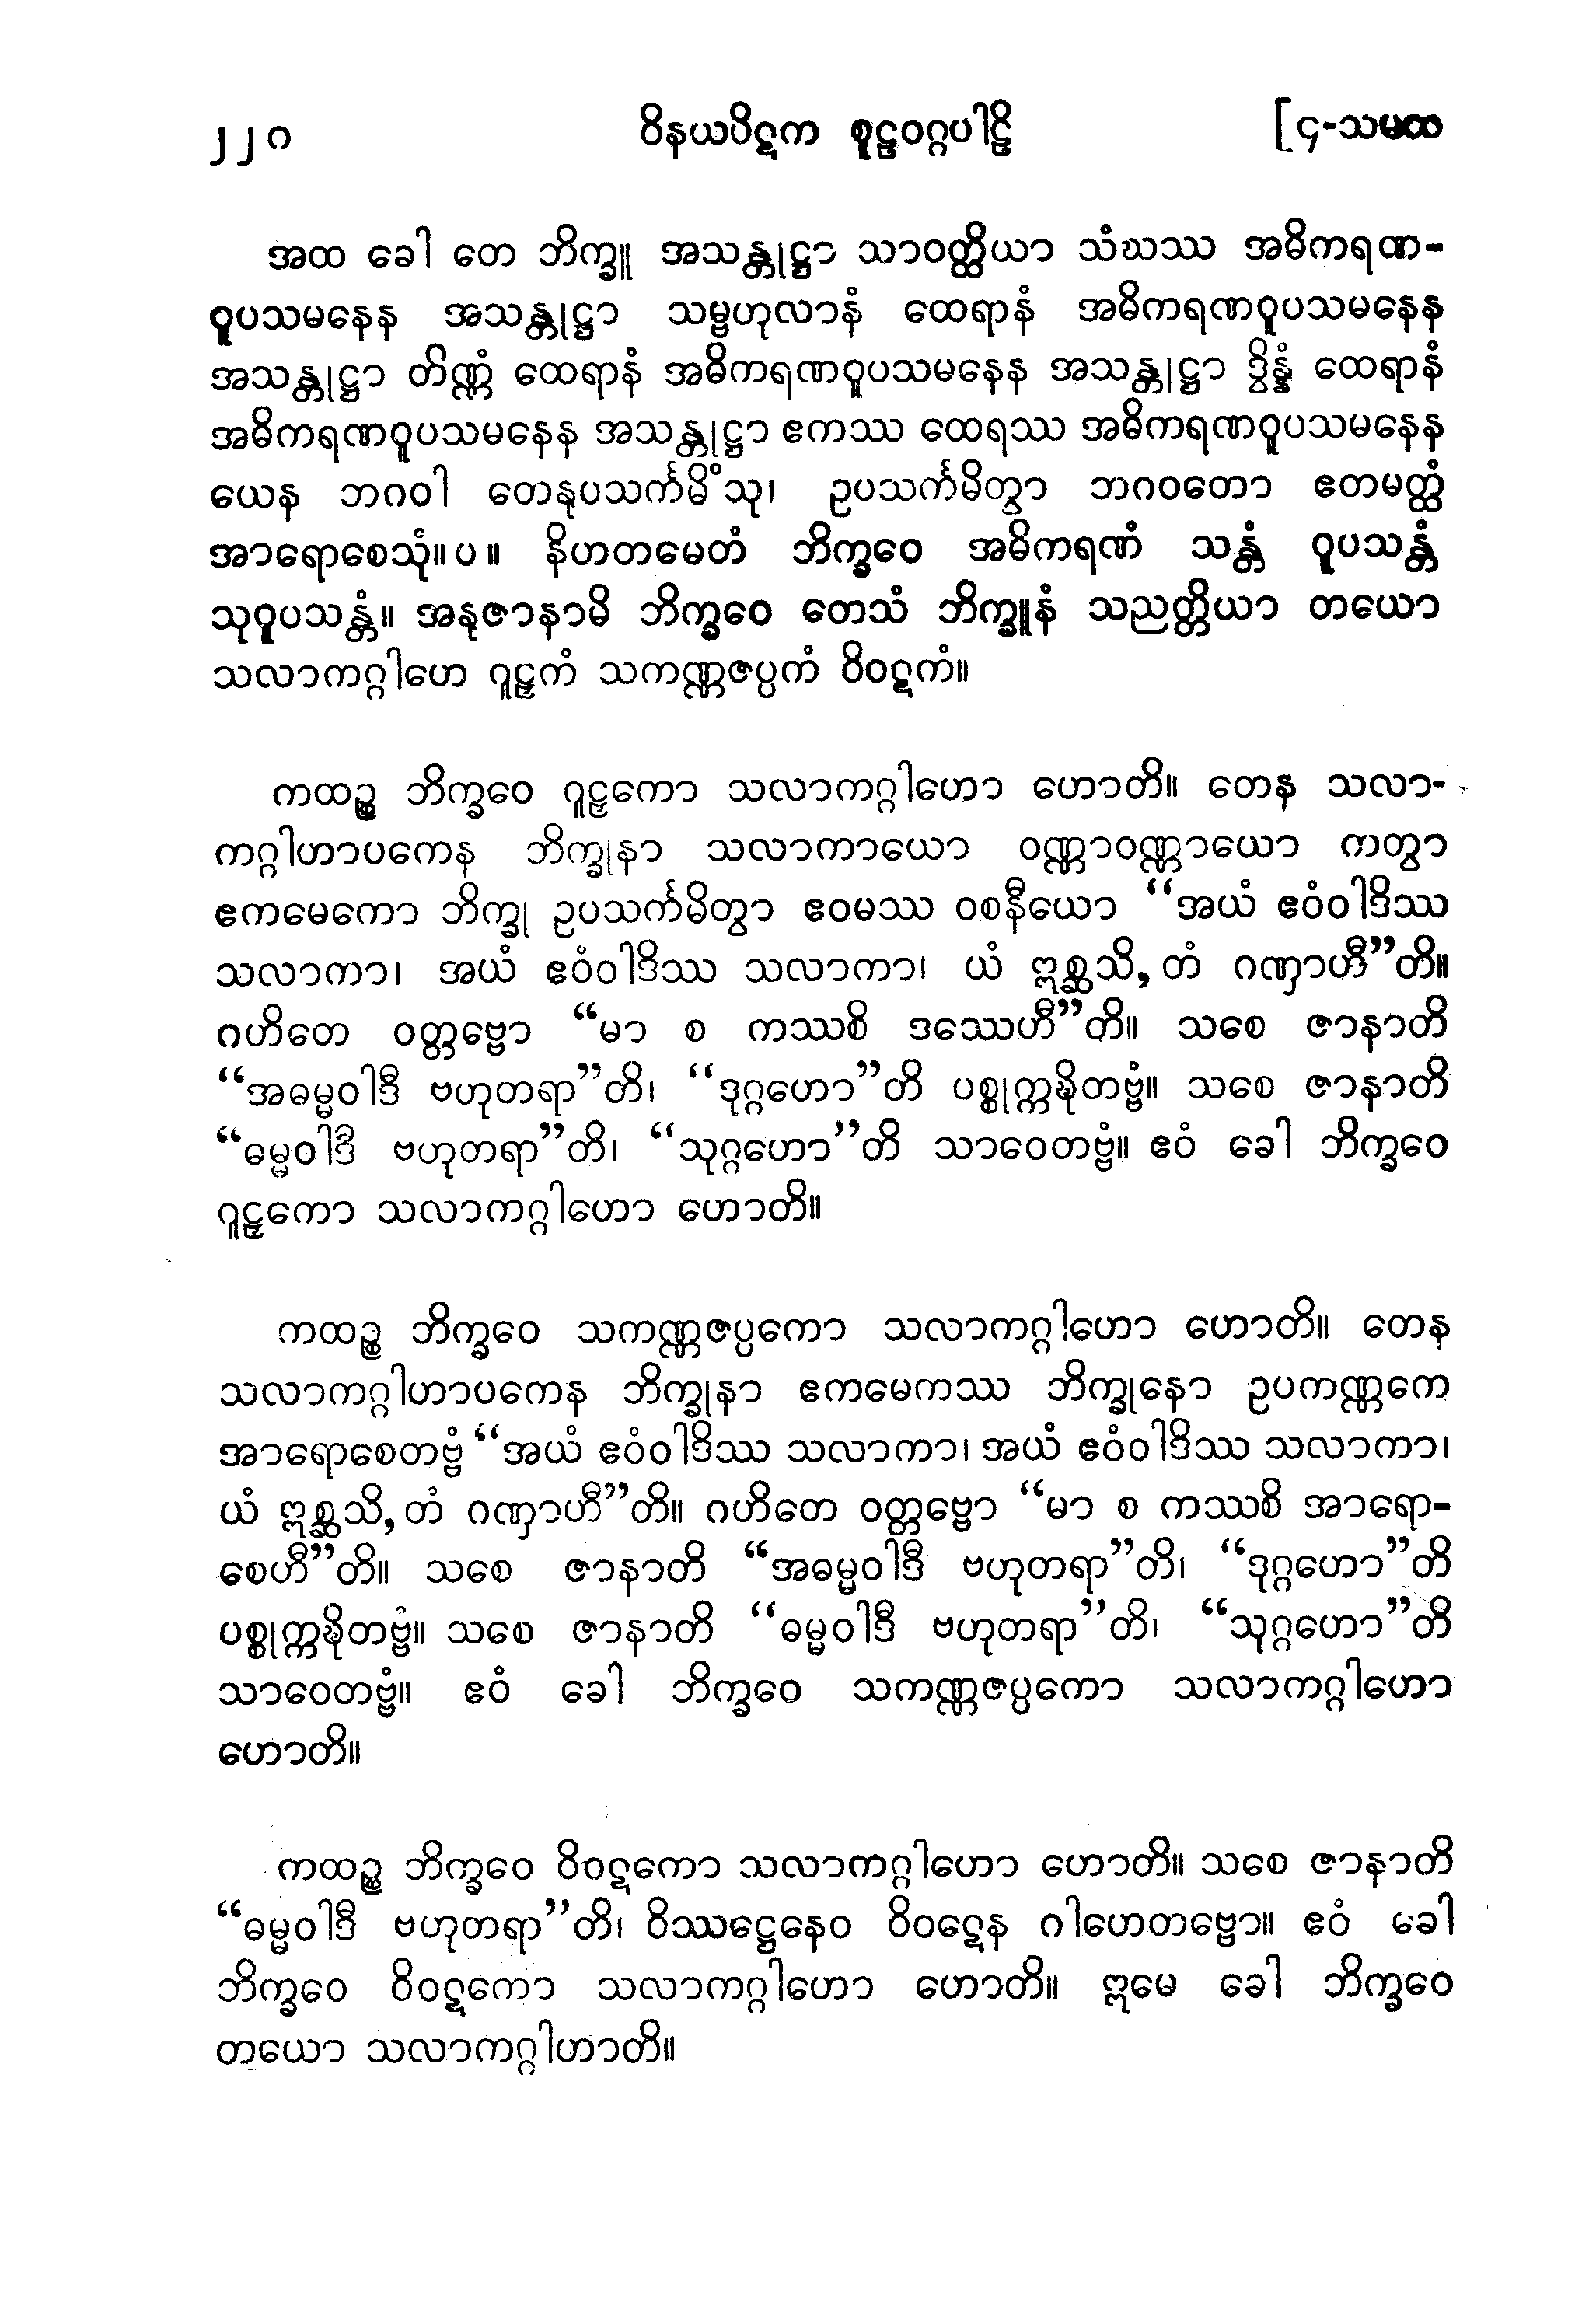 ၂၂၀ ဝိနယပိဋက စူဠဝဂ္ဂပါဠိ [၄-သမထ
အထ ခေါ တေ ဘိက္ခူ အသန္တုဋ္ဌာ သာဝတ္ထိယာ သံဃဿ အဓိကရဏ-
ဝူပသမနေန အသန္တုဋ္ဌာ သမ္ဗဟုလာနံ ထေရာနံ အဓိကရဏဝူပသမနေန
အသန္တုဋ္ဌာ တိဏ္ဏံ ထေရာနံ အဓိကရဏဝူပသမနေန အသန္တုဋ္ဌာ ဒွိန္နံ ထေရာနံ
အဓိကရဏဝူပသမနေန အသန္တုဋ္ဌာ ဧကဿ ထေရဿ အဓိကရဏဝူပသမနေန
ယေန ဘဂဝါ တေနုပသင်္ကမိံသု၊ ဥပသင်္ကမိတွာ ဘဂဝတော ဧတမတ္ထံ
အာရောစေသုံ။ပ။ နိဟတမေတံ ဘိက္ခဝေ အဓိကရဏံ သန္တံ ဝူပသန္တံ
သုဝူပသန္တံ။ အနုဇာနာမိ ဘိက္ခဝေ တေသံ ဘိက္ခူနံ သညတ္တိယာ တယော
သလာကဂ္ဂါဟေ ဂူဠှကံ သကဏ္ဏဇပ္ပကံ ဝိဝဋကံ။
ကထဉ္စ ဘိက္ခဝေ ဂူဠှကော သလာကဂ္ဂါဟော ဟောတိ။ တေန သလာ-
ကဂ္ဂါဟာပကေန ဘိက္ခုနာ သလာကာယော ဝဏ္ဏာဝဏ္ဏာယော ကတွာ
ဧကမေကော ဘိက္ခု ဥပသင်္ကမိတွာ ဧဝမဿ ဝစနီယော “အယံ ဧဝံဝါဒိဿ
သလာကာ၊ အယံ ဧဝံဝါဒိဿ သလာကာ၊ ယံ ဣစ္ဆသိ, တံ ဂဏှာဟီ”တိ။
ဂဟိတေ ဝတ္တဗ္ဗော “မာ စ ကဿစိ ဒဿေဟီ”တိ။ သစေ ဇာနာတိ
“အဓမ္မဝါဒီ ဗဟုတရာ”တိ၊ “ဒုဂ္ဂဟော”တိ ပစ္စုက္ကဍ္ဎိတဗ္ဗံ။ သစေ ဇာနာတိ
“ဓမ္မဝါဒီ ဗဟုတရာ”တိ၊ “သုဂ္ဂဟော”တိ သာဝေတဗ္ဗံ။ ဧဝံ ခေါ ဘိက္ခဝေ
ဂူဠှကော သလာကဂ္ဂါဟော ဟောတိ။
ကထဉ္စ ဘိက္ခဝေ သကဏ္ဏဇပ္ပကော သလာကဂ္ဂါဟော ဟောတိ။ တေန
သလာကဂ္ဂါဟာပကေန ဘိက္ခုနာ ဧကမေကဿ ဘိက္ခုနော ဥပကဏ္ဏကေ
အာရောစေတဗ္ဗံ “အယံ ဧဝံဝါဒိဿ သလာကာ၊ အယံ ဧဝံဝါဒိဿ သလာကာ၊
ယံ ဣစ္ဆသိ, တံ ဂဏှာဟီ”တိ။ ဂဟိတေ ဝတ္တဗ္ဗော “မာ စ ကဿစိ အာရော-
စေဟီ”တိ။ သစေ ဇာနာတိ “အဓမ္မဝါဒီ ဗဟုတရာ”တိ၊ “ဒုဂ္ဂဟော”တိ
ပစ္စုက္ကဍ္ဎိတဗ္ဗံ။ သစေ ဇာနာတိ “ဓမ္မဝါဒီ ဗဟုတရာ”တိ၊ “သုဂ္ဂဟော”တိ
သာဝေတဗ္ဗံ။ ဧဝံ ခေါ ဘိက္ခဝေ သကဏ္ဏဇပ္ပကော သလာကဂ္ဂါဟော
ဟောတိ။
ကထဉ္စ ဘိက္ခဝေ ဝိဝဋကော သလာကဂ္ဂါဟော ဟောတိ။ သစေ ဇာနာတိ
“ဓမ္မဝါဒီ ဗဟုတရာ”တိ၊ ဝိဿဋ္ဌေနေဝ ဝိဝဋေန ဂါဟေတဗ္ဗော။ ဧဝံ ခေါ
ဘိက္ခဝေ ဝိဝဋကော သလာကဂ္ဂါဟော ဟောတိ။ ဣမေ ခေါ ဘိက္ခဝေ
တယော သလာကဂ္ဂါဟာတိ။